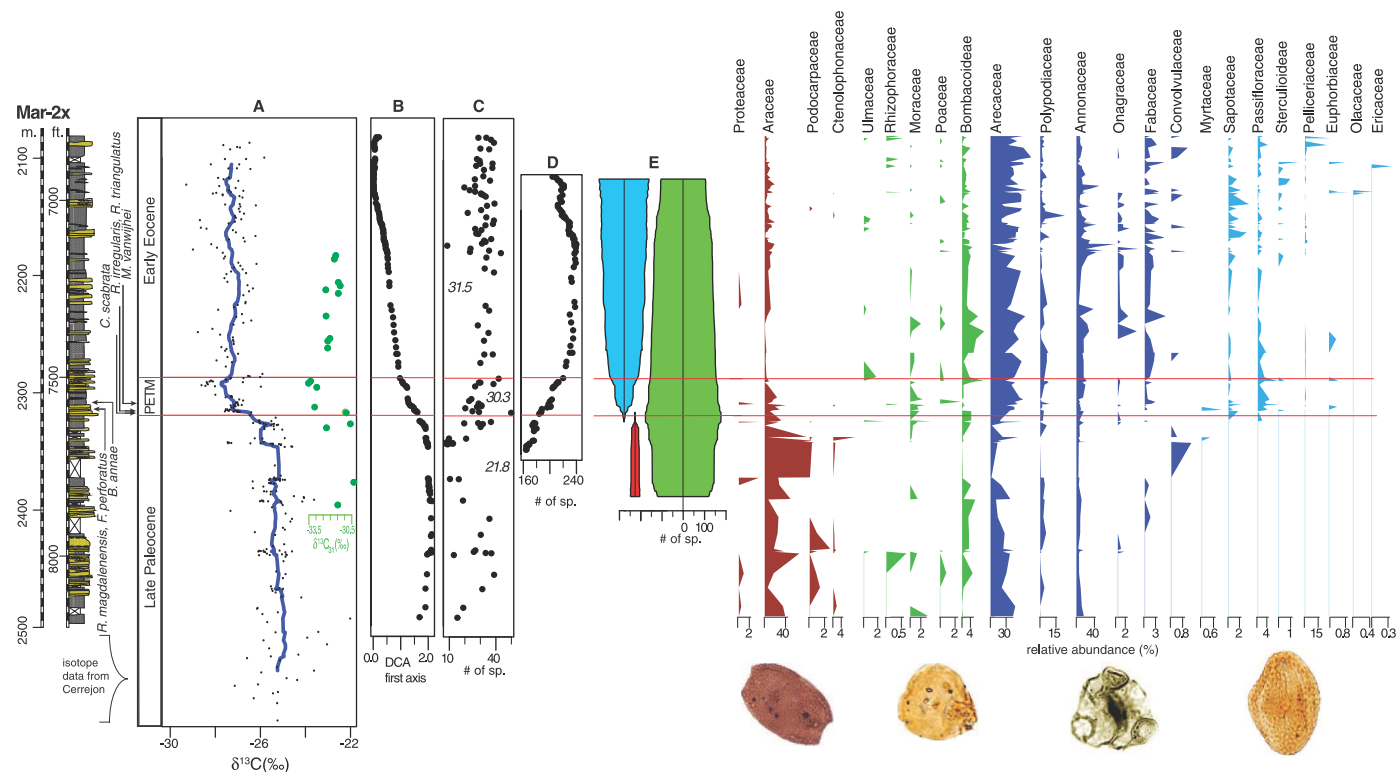 Mar-2x
m.
ft.
2100
2200
2300
2400
2500
7000
7500
8000
C. scabrata
R. irregularis, R. triangulatus
M. vanwijhei
R. magdalensis, F. perforatus
B. annae
isotope
data from
Cerrejon
Early Eocene
PETM
Late Paleocene
A
-33.5 -30.5
δ13C31(‰)
-30 -26 -22
δ13C(‰)
B
0.0 2.0
DCA
first axis
C
31.5
30.3
21.8
10 40
# of sp.
D
160 240
# of sp.
E
0 100
# of sp.
Proteaceae
Araceae
Podocarpaceae
Ctenolophonaceae
Ulmaceae
Rhizophoraceae
Moraceae
Poaceae
Bombacoideae
Arecaceae
Polypodiaceae
Annonaceae
Onagraceae
Fabaceae
Convolvulaceae
Myrtaceae
Sapotaceae
Passifloraceae
Sterculioideae
Pelliceriaceae
Euphorbiaceae
Olacaceae
Ericaceae
2 40 2 4 2 0.5 2 2 4 30 15 40 2 3 0.8 0.6 2 4 1 15 0.8 0.4 0.3
relative abundance (%)